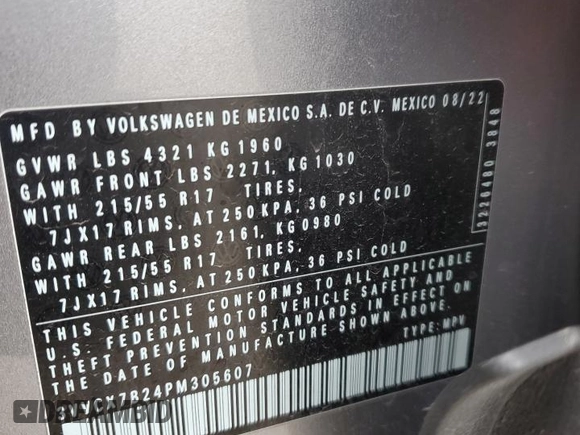 MFD BY VOLKSWAGEN DE MEXICO S.A. DE C.V. MEXICO 08/22
GVWR LBS 4321 KG 1960
GAWR FRONT LBS 2271, KG 1030
WITH 215/55 R17 TIRES,
7JX17 RIMS, AT 250 KPA, 36 PSI COLD
GAWR REAR LBS 2161, KG 0980
WITH 215/55 R17 TIRES,
7JX17 RIMS, AT 250 KPA, 36 PSI COLD
THIS VEHICLE CONFORMS TO ALL APPLICABLE
U.S. FEDERAL MOTOR VEHICLE SAFETY AND
THEFT PREVENTION STANDARDS IN EFFECT ON
THE DATE OF MANUFACTURE SHOWN ABOVE.
TYPE: MPV
3226480 3848